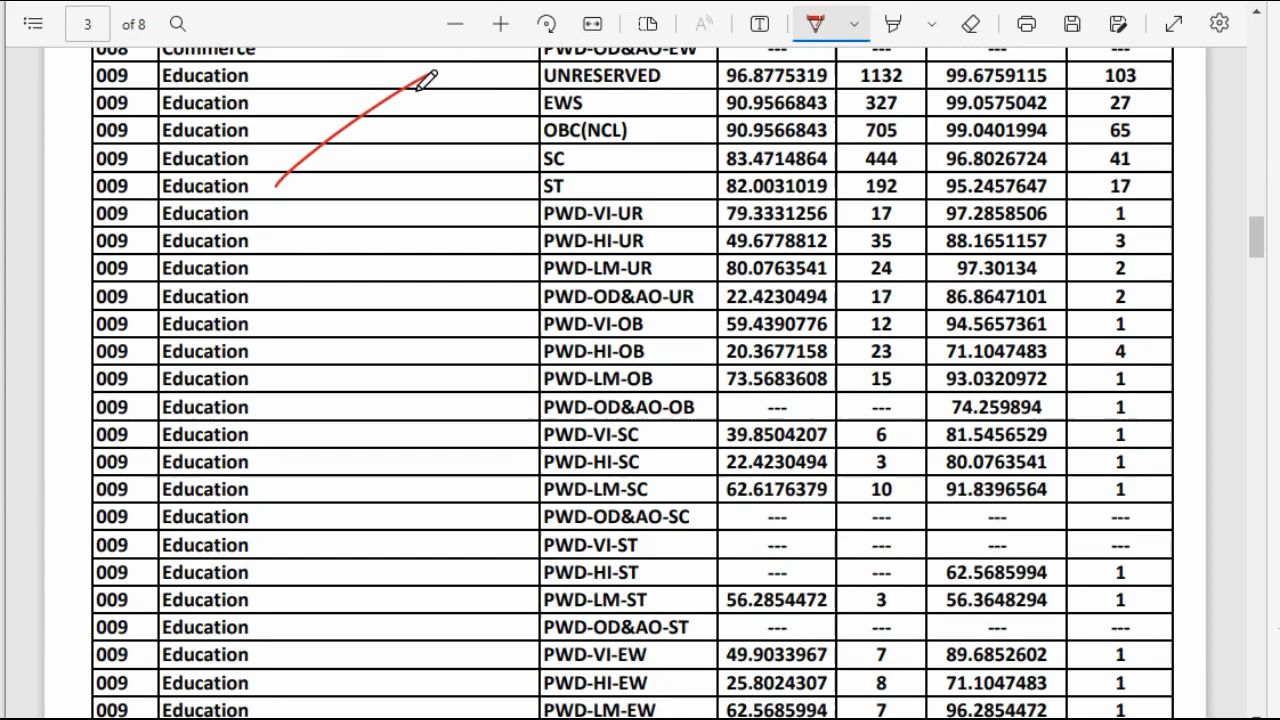 3 of 8
008 Commerce PWD-OD&AO-EW --- --- --- ---
009 Education UNRESERVED 96.8775319 1132 99.6759115 103
009 Education EWS 90.9566843 327 99.0575042 27
009 Education OBC(NCL) 90.9566843 705 99.0401994 65
009 Education SC 83.4714864 444 96.8026724 41
009 Education ST 82.0031019 192 95.2457647 17
009 Education PWD-VI-UR 79.3331256 17 97.2858506 1
009 Education PWD-HI-UR 49.6778812 35 88.1651157 3
009 Education PWD-LM-UR 80.0763541 24 97.30134 2
009 Education PWD-OD&AO-UR 22.4230494 17 86.8647101 2
009 Education PWD-VI-OB 59.4390776 12 94.5657361 1
009 Education PWD-HI-OB 20.3677158 23 71.1047483 4
009 Education PWD-LM-OB 73.5683608 15 93.0320972 1
009 Education PWD-OD&AO-OB --- --- 74.259894 1
009 Education PWD-VI-SC 39.8504207 6 81.5456529 1
009 Education PWD-HI-SC 22.4230494 3 80.0763541 1
009 Education PWD-LM-SC 62.6176379 10 91.8396564 1
009 Education PWD-OD&AO-SC --- --- --- ---
009 Education PWD-VI-ST --- --- --- ---
009 Education PWD-HI-ST --- --- 62.5685994 1
009 Education PWD-LM-ST 56.2854472 3 56.3648294 1
009 Education PWD-OD&AO-ST --- --- --- ---
009 Education PWD-VI-EW 49.9033967 7 89.6852602 1
009 Education PWD-HI-EW 25.8024307 8 71.1047483 1
009 Education PWD-LM-EW 62.5685994 7 96.2854472 1